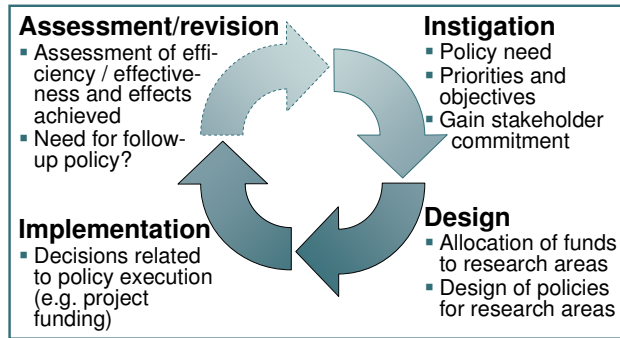 Assessment/revision
▪ Assessment of effi-
ciency / effective-
ness and effects
achieved
▪ Need for follow-
up policy?
Instigation
▪ Policy need
▪ Priorities and
objectives
▪ Gain stakeholder
commitment
Implementation
▪ Decisions related
to policy execution
(e.g. project
funding)
Design
▪ Allocation of funds
to research areas
▪ Design of policies
for research areas